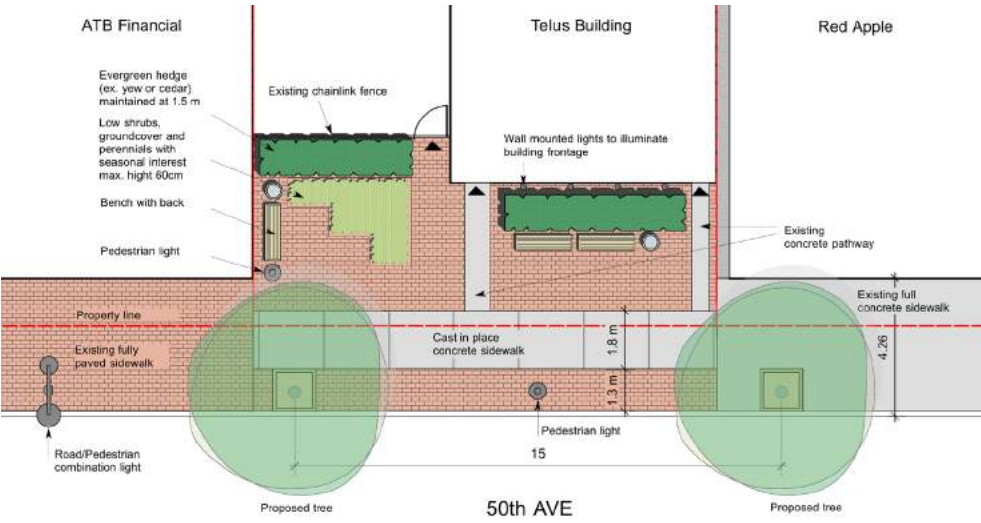 ATB Financial
Telus Building
Red Apple
Evergreen hedge
(ex. yew or cedar)
maintained at 1.5 m
Existing chainlink fence
Low shrubs,
groundcover and
perennials with
seasonal interest
max. hight 60cm
Wall mounted lights to illuminate
building frontage
Bench with back
Existing
concrete pathway
Pedestrian light
Existing full
concrete sidewalk
Property line
Cast in place
concrete sidewalk
1.8 m
4.26
Existing fully
paved sidewalk
1.3 m
Pedestrian light
Road/Pedestrian
combination light
15
Proposed tree
50th AVE
Proposed tree